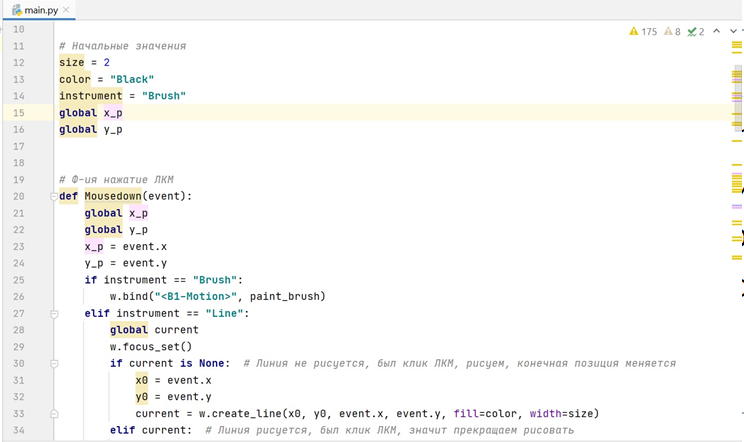 main.py
175 8 2
10
11 # Начальные значения
12 size = 2
13 color = "Black"
14 instrument = "Brush"
15 global x_p
16 global y_p
17
18
19 # Ф-ия нажатие ЛКМ
20 def Mousedown(event):
21 global x_p
22 global y_p
23 x_p = event.x
24 y_p = event.y
25 if instrument == "Brush":
26 w.bind("<B1-Motion>", paint_brush)
27 elif instrument == "Line":
28 global current
29 w.focus_set()
30 if current is None: # Линия не рисуется, был клик ЛКМ, рисуем, конечная позиция меняется
31 x0 = event.x
32 y0 = event.y
33 current = w.create_line(x0, y0, event.x, event.y, fill=color, width=size)
34 elif current: # Линия рисуется, был клик ЛКМ, значит прекращаем рисовать